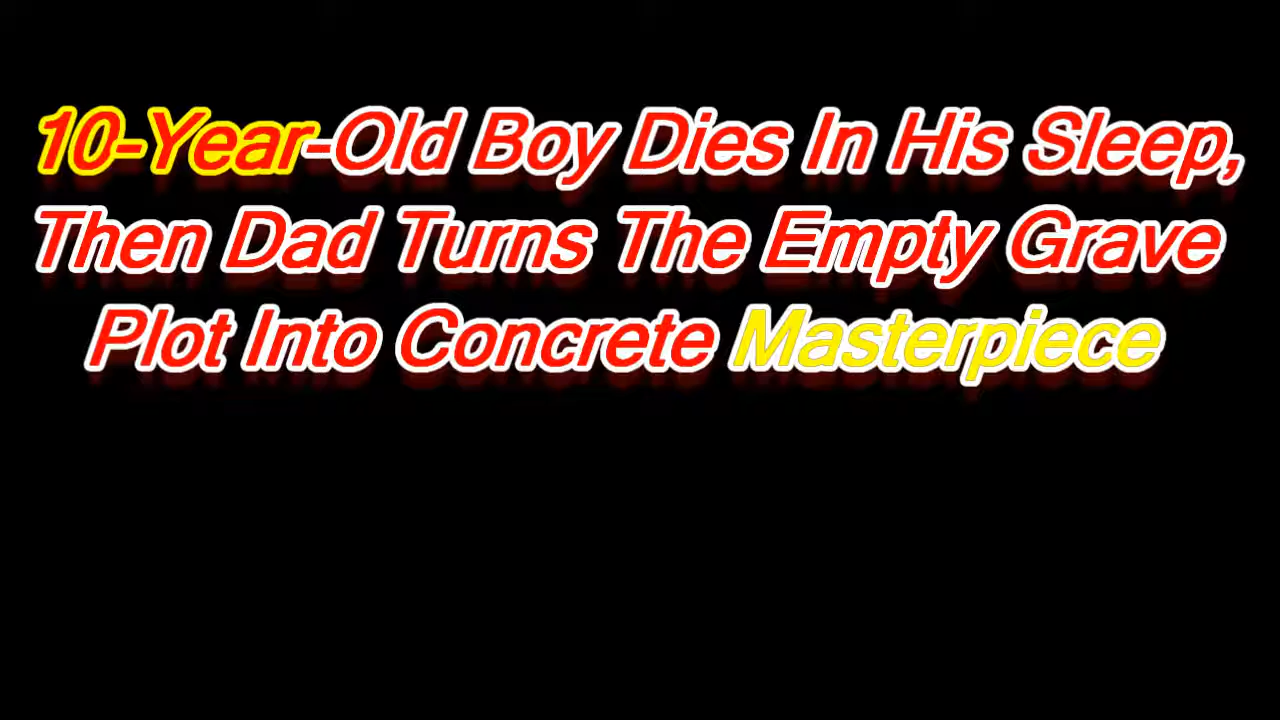 10-Year-Old Boy Dies In His Sleep,
Then Dad Turns The Empty Grave
Plot Into Concrete Masterpiece